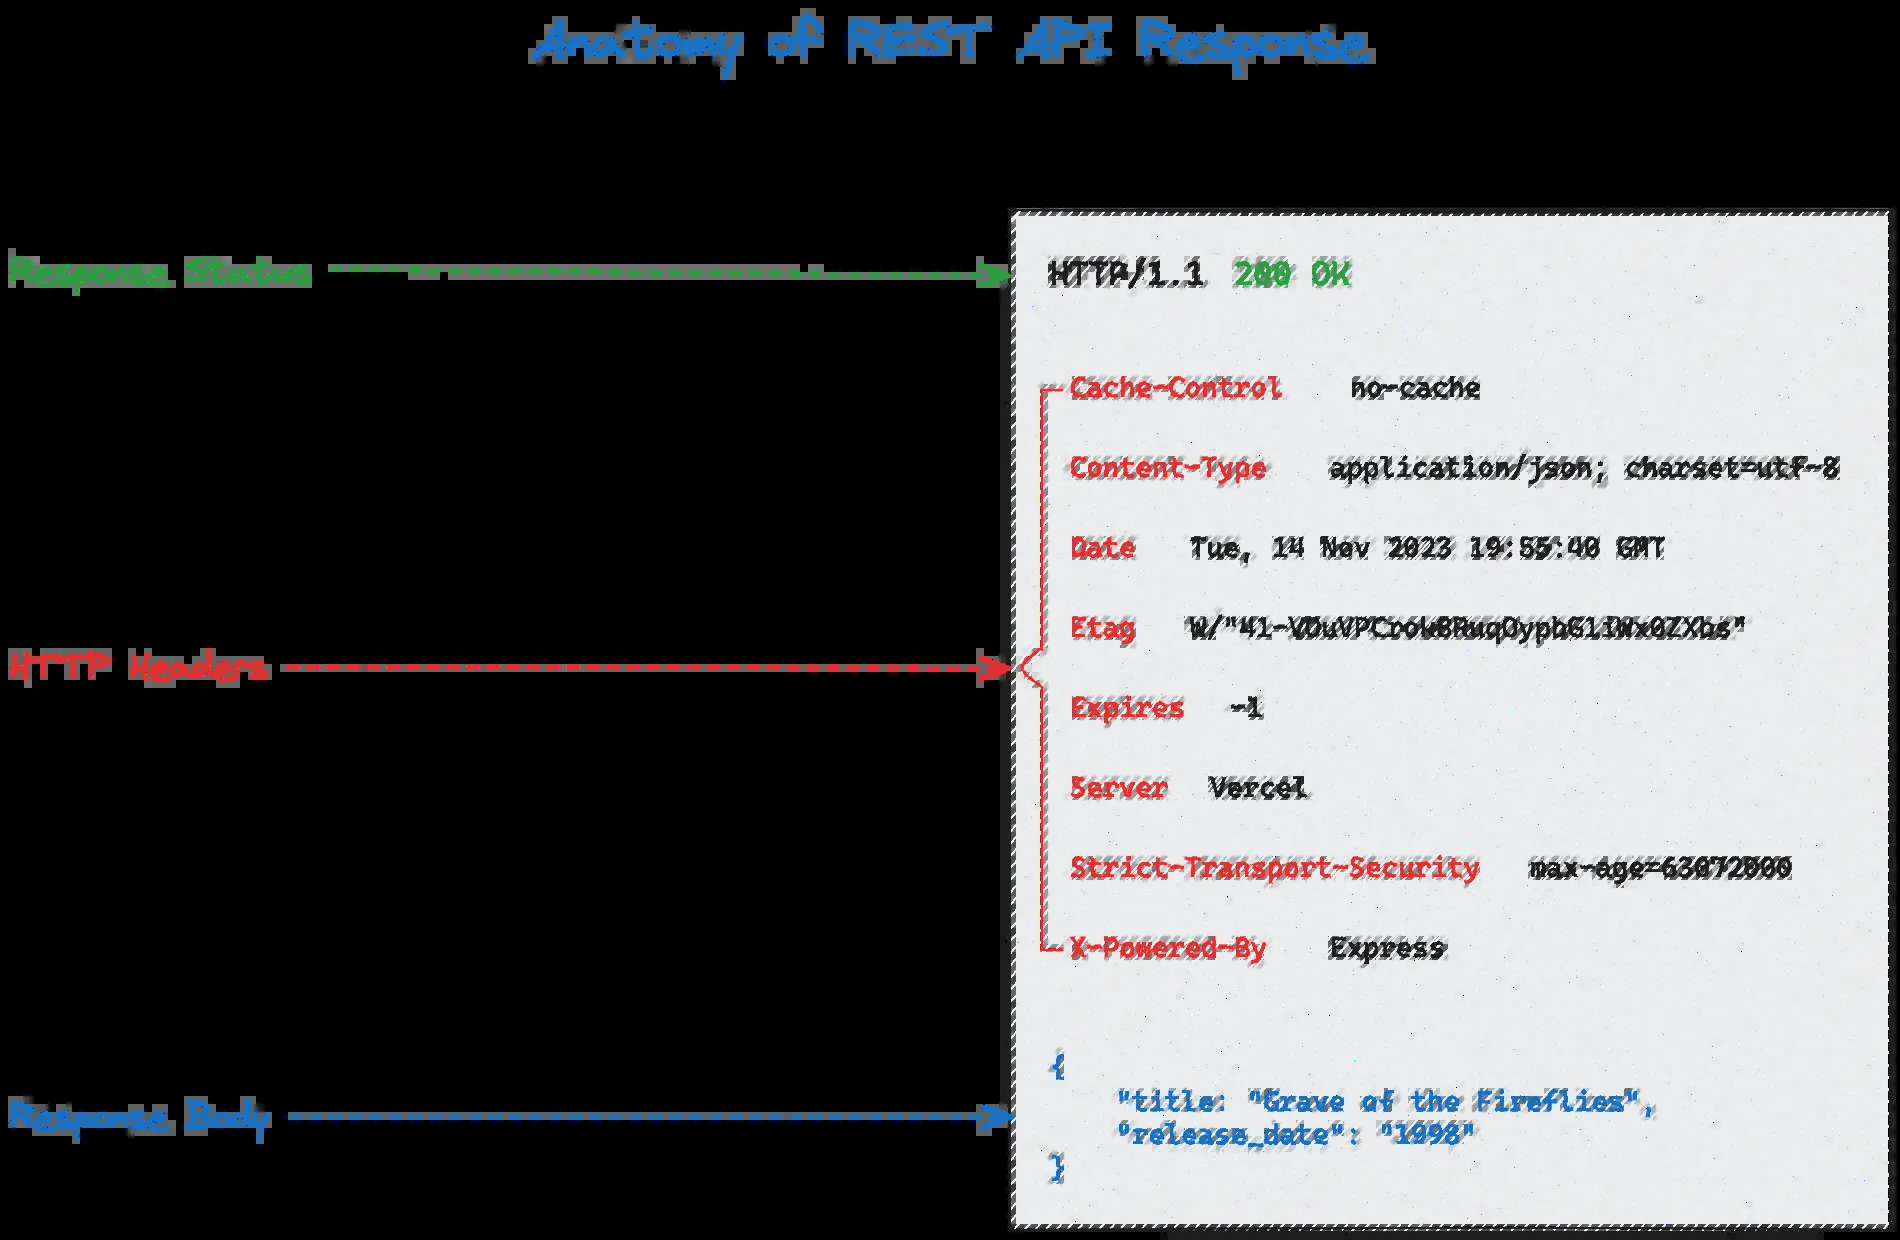 Anatomy of REST API Response
Response Status
HTTP/1.1 200 OK
HTTP Headers
Cache-Control no-cache
Content-Type application/json; charset=utf-8
Date Tue, 14 Nov 2023 19:55:40 GMT
Etag
Expires -1
Server Vercel
Strict-Transport-Security max-age=63072000
X-Powered-By Express
Response Body
{
"title: "Grave of the Fireflies",
"release_date": "1998"
}